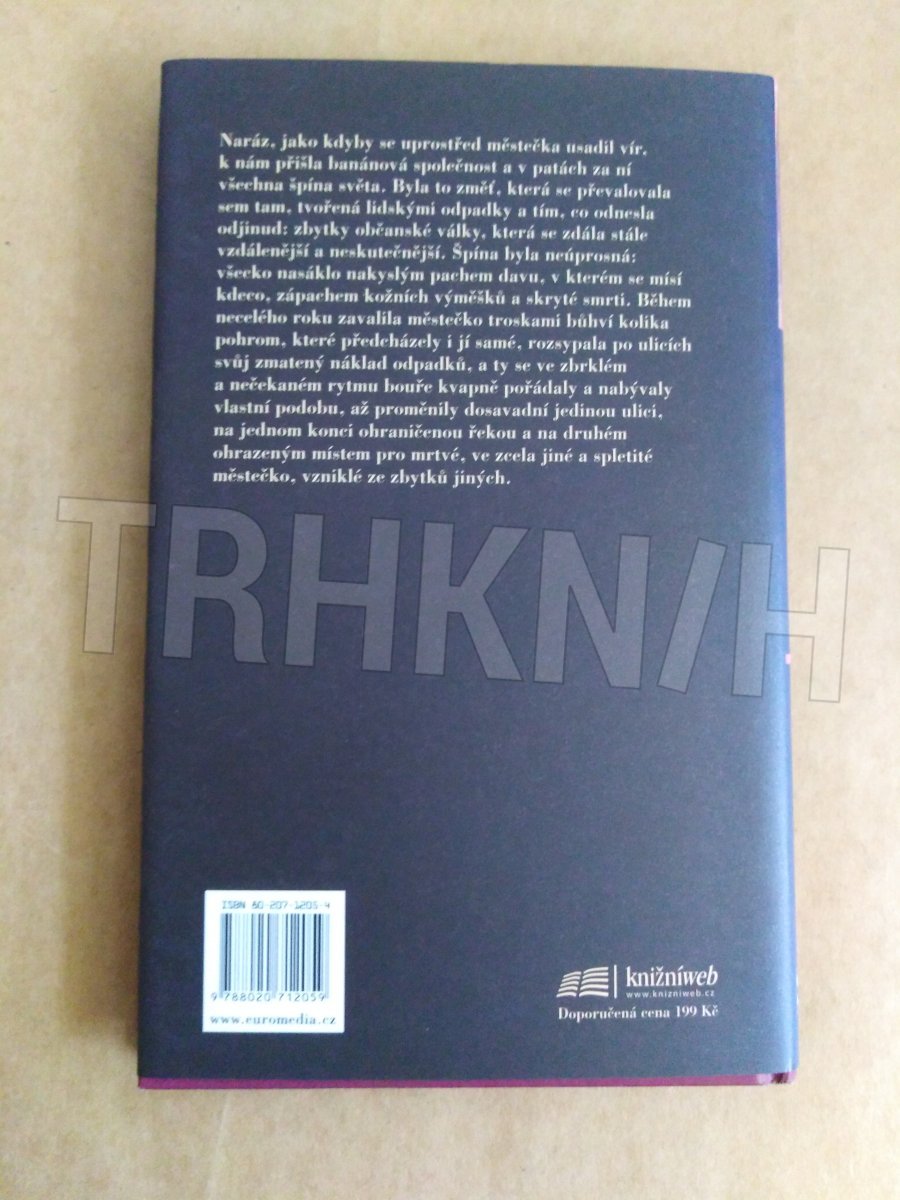 Naráz, jako kdyby se uprostřed městečka usadil vír,
k nám přišla banánová společnost a v patách za ní
všechna špína světa. Byla to změť, která se převalovala
sem tam, tvořená lidskými odpadky a tím, co odnesla
odjinud: zbytky občanské války, která se zdála stále
vzdálenější a neskutečnější. Špína byla neúprosná;
všecko nasáklo nakyslým pachem davu, v kterém se mísí
kdeco, zápachem kožních výměšků a skryté smrti. Během
necelého roku zavalila městečko troskami bůhví kolika
pohrom, které předcházely i jí samé, rozsypala po ulicích
svůj zmatený náklad odpadků, a ty se ve zbrklém
a nečekaném rytmu bouře kvapně pořádaly a nabývaly
vlastní podobu, až proměnily dosavadní jedinou ulici,
na jednom konci ohraničenou řekou a na druhém
ohrazeným místem pro mrtvé, ve zcela jiné a spletité
městečko, vzniklé ze zbytků jiných.
TRHKN/H
ISBN 80-207-1205-4
9 788020 712059
www.euromedia.cz
knižníweb
www.knizniweb.cz
Doporučená cena 199 Kč